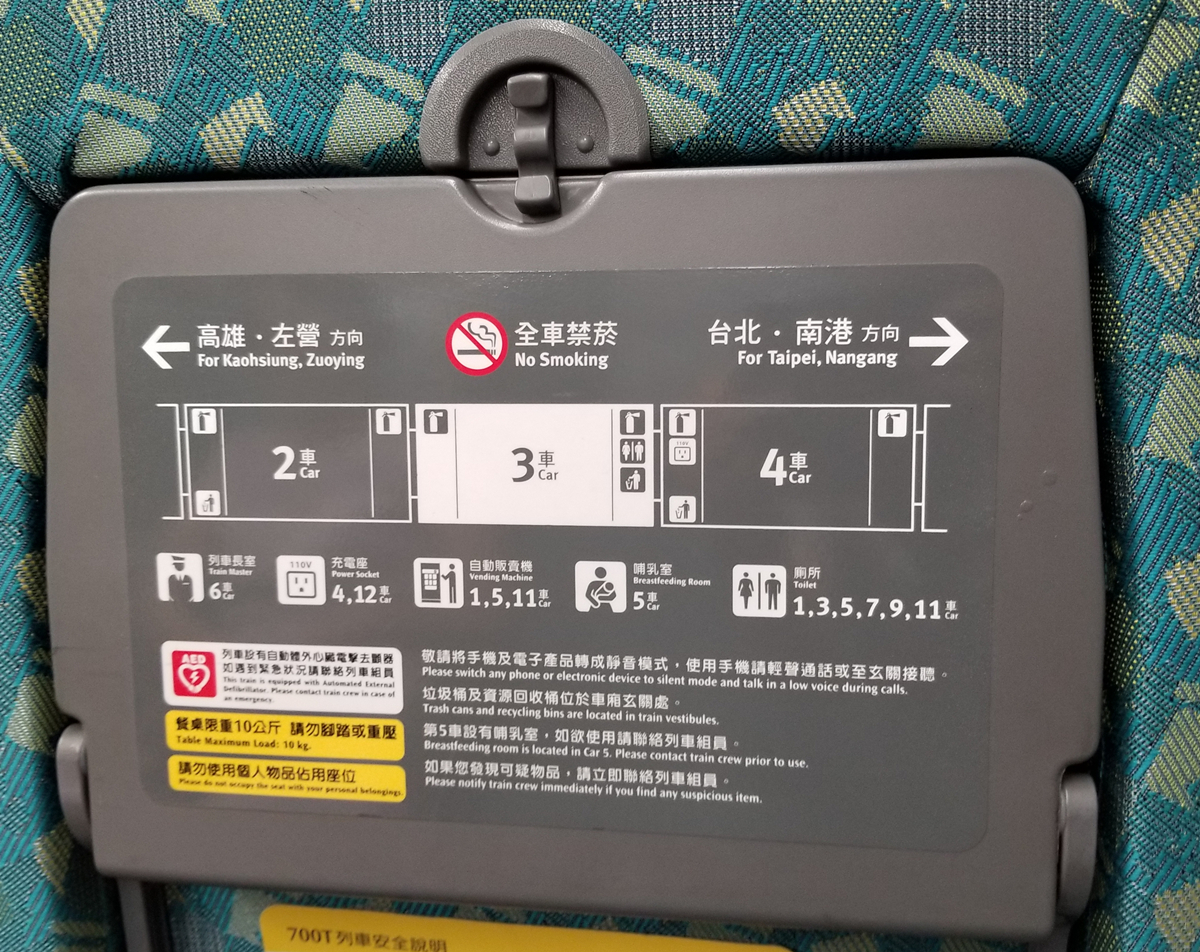 高雄・左營 方向
For Kaohsiung, Zuoying
全車禁菸
No Smoking
台北・南港 方向
For Taipei, Nangang
2車
Car
3車
Car
110V
4車
Car
列車長室
Train Master
6車
Car
110V
充電座
Power Socket
4,12車
Car
自動販賣機
Vending Machine
1,5,11車
Car
哺乳室
Breastfeeding Room
5車
Car
廁所
Toilet
1,3,5,7,9,11車
Car
AED
列車設有自動體外心臟電擊去顫器
如遇到緊急狀況請聯絡列車組員
This train is equipped with Automated External
Defibrillator. Please contact train crew in case of
an emergency.
餐桌限重10公斤 請勿腳踏或重壓
Table Maximum Load: 10 kg.
請勿使用個人物品佔用座位
Please do not occupy the seat with your personal belongings.
敬請將手機及電子產品轉成靜音模式，使用手機請輕聲通話或至玄關接聽。
Please switch any phone or electronic device to silent mode and talk in a low voice during calls.
垃圾桶及資源回收桶位於車廂玄關處。
Trash cans and recycling bins are located in train vestibules.
第5車設有哺乳室，如欲使用請聯絡列車組員。
Breastfeeding room is located in Car 5. Please contact train crew prior to use.
如果您發現可疑物品，請立即聯絡列車組員。
Please notify train crew immediately if you find any suspicious item.
700T列車安全說明